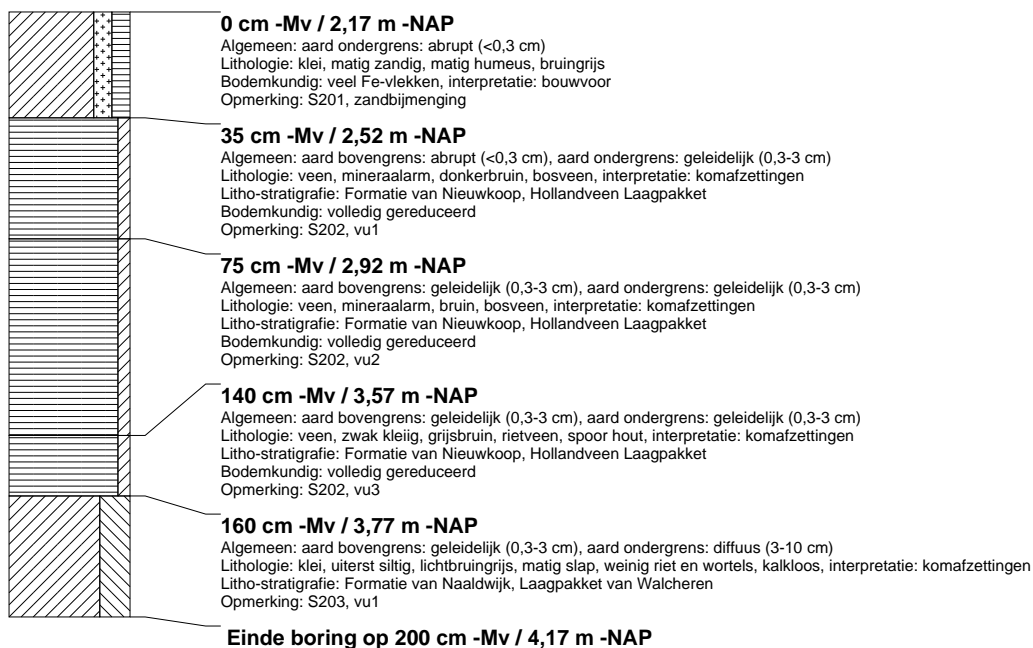 0 cm -Mv / 2,17 m -NAP
Algemeen: aard ondergrens: abrupt (<0,3 cm)
Lithologie: klei, matig zandig, matig humeus, bruingrijs
Bodemkundig: veel Fe-vlekken, interpretatie: bouwvoor
Opmerking: S201, zandbijmenging
35 cm -Mv / 2,52 m -NAP
Algemeen: aard bovengrens: abrupt (<0,3 cm), aard ondergrens: geleidelijk (0,3-3 cm)
Lithologie: veen, mineraalarm, donkerbruin, bosveen, interpretatie: komafzettingen
Litho-stratigrafie: Formatie van Nieuwkoop, Hollandveen Laagpakket
Bodemkundig: volledig gereduceerd
Opmerking: S202, vu1
75 cm -Mv / 2,92 m -NAP
Algemeen: aard bovengrens: geleidelijk (0,3-3 cm), aard ondergrens: geleidelijk (0,3-3 cm)
Lithologie: veen, mineraalarm, bruin, bosveen, interpretatie: komafzettingen
Litho-stratigrafie: Formatie van Nieuwkoop, Hollandveen Laagpakket
Bodemkundig: volledig gereduceerd
Opmerking: S202, vu2
140 cm -Mv / 3,57 m -NAP
Algemeen: aard bovengrens: geleidelijk (0,3-3 cm), aard ondergrens: geleidelijk (0,3-3 cm)
Lithologie: veen, zwak kleiig, grijsbruin, rietveen, spoor hout, interpretatie: komafzettingen
Litho-stratigrafie: Formatie van Nieuwkoop, Hollandveen Laagpakket
Bodemkundig: volledig gereduceerd
Opmerking: S202, vu3
160 cm -Mv / 3,77 m -NAP
Algemeen: aard bovengrens: geleidelijk (0,3-3 cm), aard ondergrens: diffuus (3-10 cm)
Lithologie: klei, uiterst siltig, lichtbruingrijs, matig slap, weinig riet en wortels, kalkloos, interpretatie: komafzettingen
Litho-stratigrafie: Formatie van Naaldwijk, Laagpakket van Walcheren
Opmerking: S203, vu1
Einde boring op 200 cm -Mv / 4,17 m -NAP